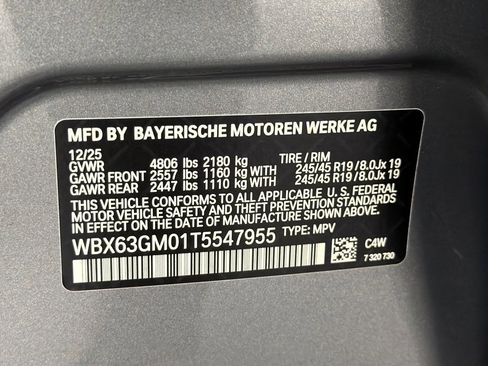 MFD BY BAYERISCHE MOTOREN WERKE AG
12/25
GVWR 4806 lbs 2180 kg TIRE / RIM
GAWR FRONT 2557 lbs 1160 kg WITH 245/45 R19 / 8.0Jx 19
GAWR REAR 2447 lbs 1110 kg WITH 245/45 R19 / 8.0Jx 19
THIS VEHICLE CONFORMS TO ALL APPLICABLE U. S. FEDERAL
MOTOR VEHICLE SAFETY AND THEFT PREVENTION STANDARDS
IN EFFECT ON THE DATE OF MANUFACTURE SHOWN ABOVE.
WBX63GM01T5547955 TYPE: MPV
C4W
7 320 730